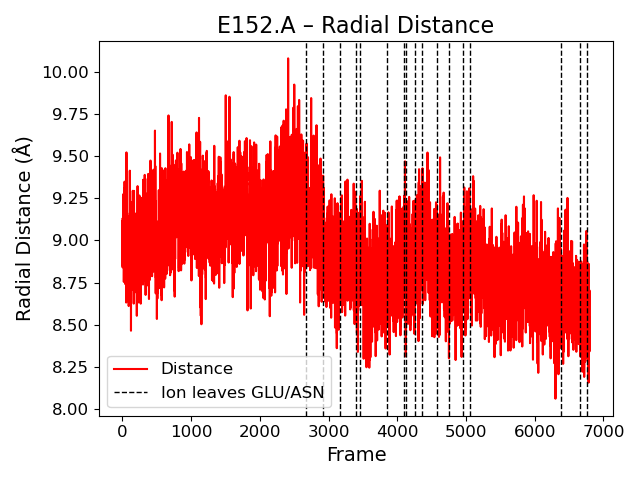 E152.A – Radial Distance
Radial Distance (Å)
10.00
9.75
9.50
9.25
9.00
8.75
8.50
8.25
8.00
Distance
Ion leaves GLU/ASN
0 1000 2000 3000 4000 5000 6000 7000
Frame